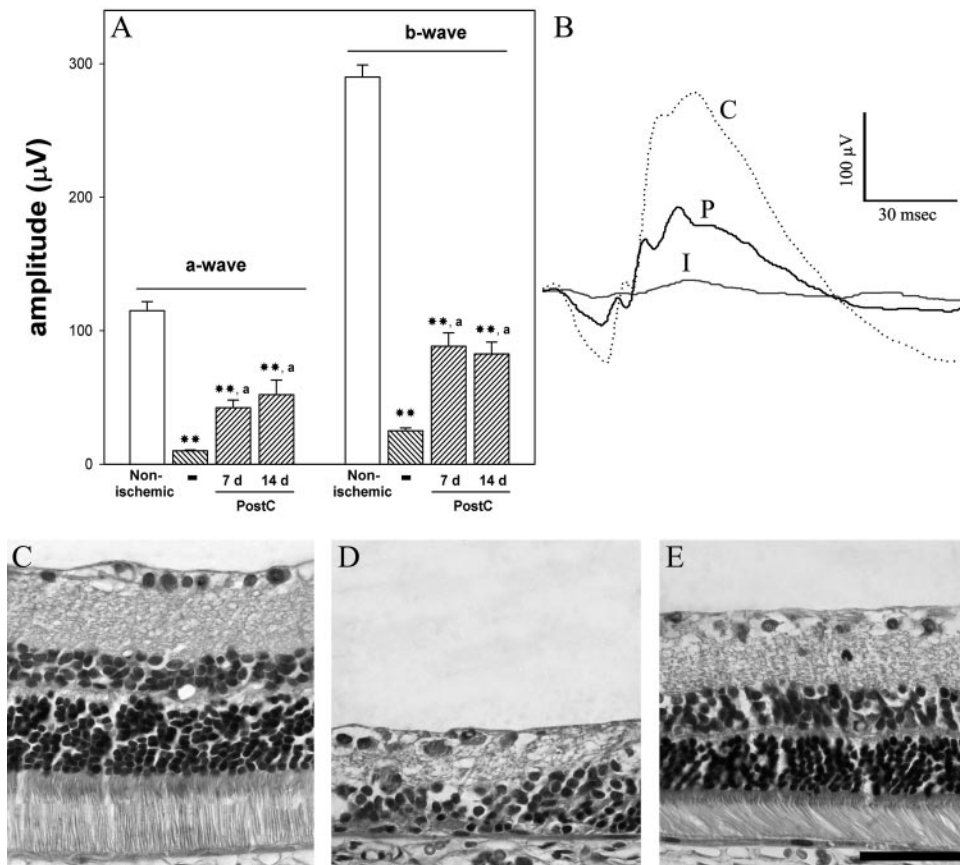 A
B
b-wave
300
C
100 µV
30 msec
200
P
amplitude (µV)
I
a-wave
100
**, a
**, a
**, a
**, a
**
**
0
Non-
ischemic
-
7 d
14 d
PostC
Non-
ischemic
-
7 d
14 d
PostC
C
D
E